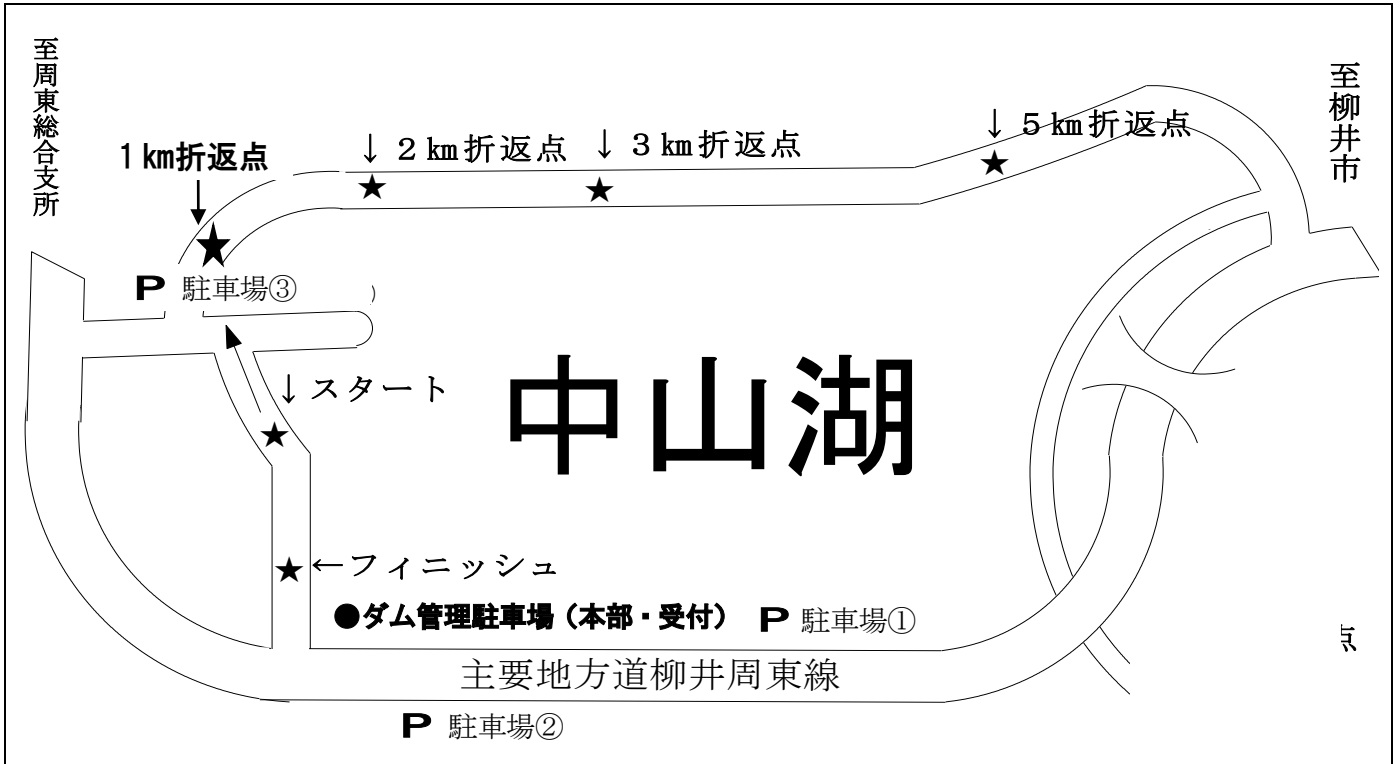 至周東総合支所
至柳井市
↓ 5㎞折返点
↓ 2㎞折返点
↓ 3㎞折返点
1㎞折返点
P 駐車場③
↓スタート
中山湖
←フィニッシュ
●ダム管理駐車場（本部・受付）
P 駐車場①
点
主要地方道柳井周東線
P 駐車場②